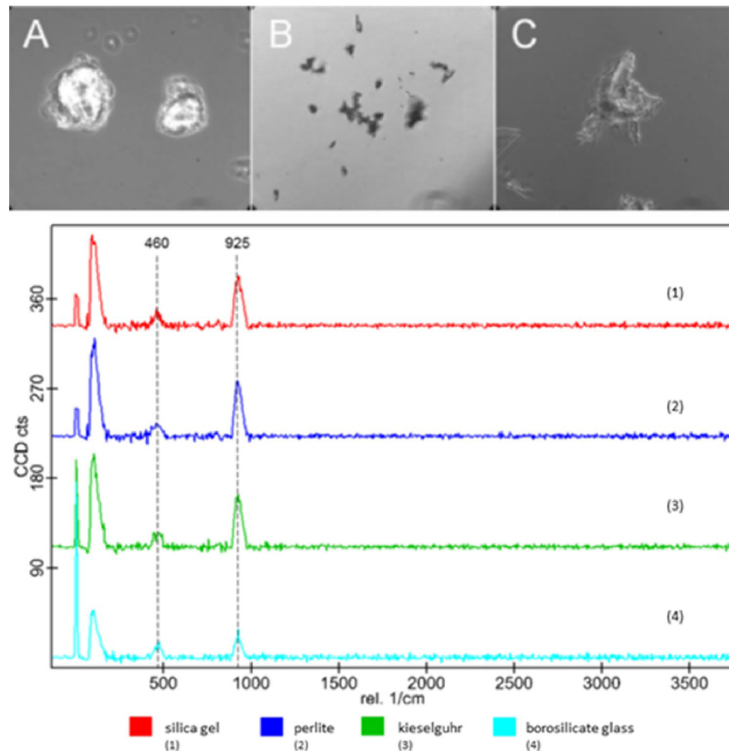 A B C
460 925
(1)
360
(2)
270
(3)
180
(4)
90
CCD cts
500 1000 1500 2000 2500 3000 3500
rel. 1/cm
silica gel perlite kieselguhr borosilicate glass
(1) (2) (3) (4)